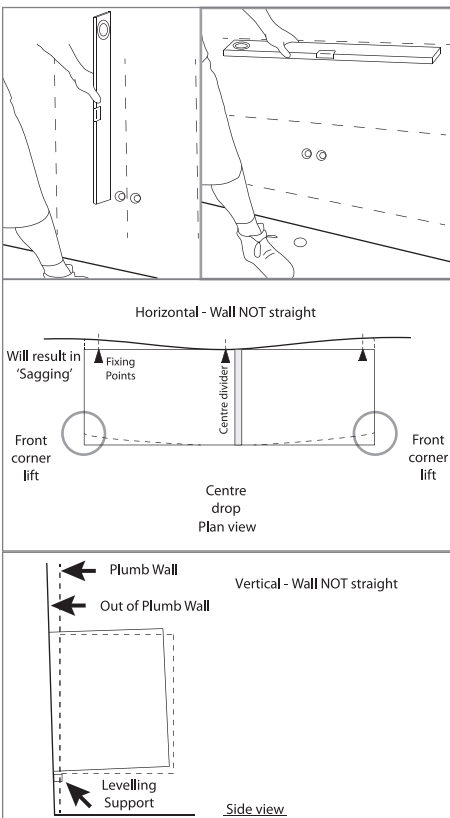 Horizontal - Wall NOT straight
Will result in
'Sagging'
Fixing
Points
Centre divider
Front
corner
lift
Front
corner
lift
Centre
drop
Plan view
Plumb Wall
Vertical - Wall NOT straight
Out of Plumb Wall
Levelling
Support
Side view